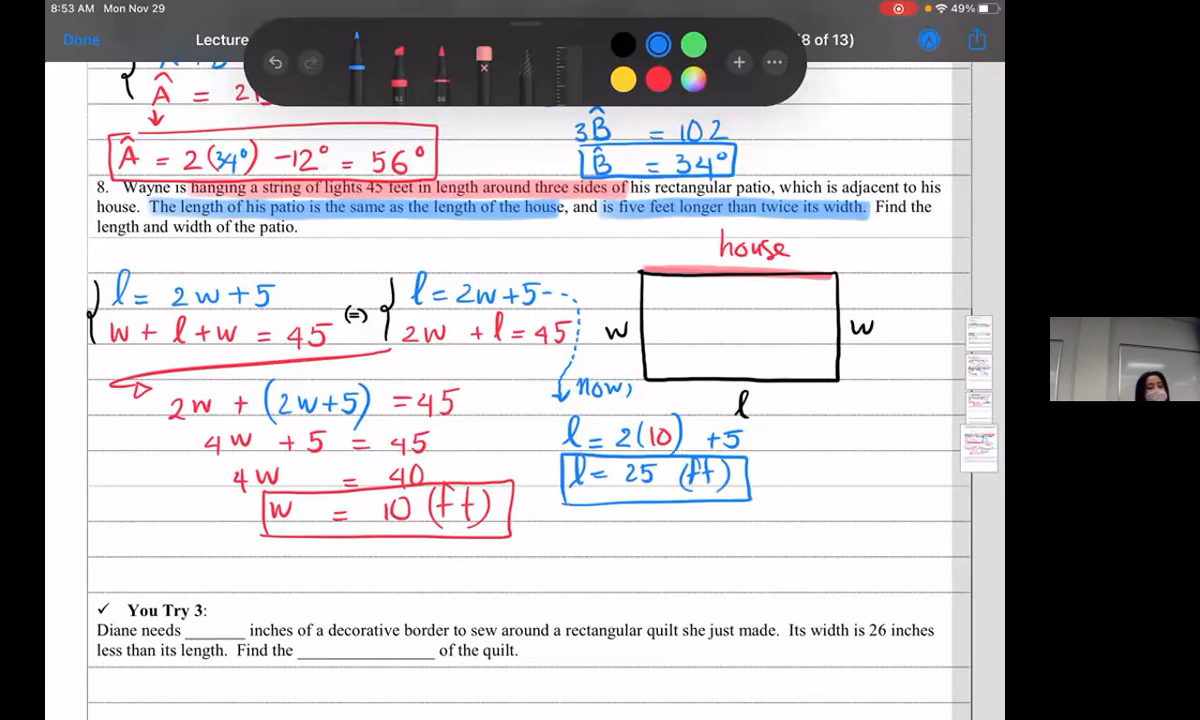 8:53 AM Mon Nov 29
49%
Done Lecture (8 of 13)
Â = 2
3B̂ = 102
Â = 2(34°) -12° = 56°
B̂ = 34°
8. Wayne is hanging a string of lights 45 feet in length around three sides of his rectangular patio, which is adjacent to his
house. The length of his patio is the same as the length of the house, and is five feet longer than twice its width. Find the
length and width of the patio.
house
l = 2w+5 (=) l = 2w+5
w + l + w = 45 2w + l = 45 w w
2w + (2w+5) = 45 now, l
4w + 5 = 45 l = 2(10) +5
4w = 40 l = 25 (ft)
w = 10 (ft)
✓ You Try 3:
Diane needs ______ inches of a decorative border to sew around a rectangular quilt she just made. Its width is 26 inches
less than its length. Find the ______________ of the quilt.